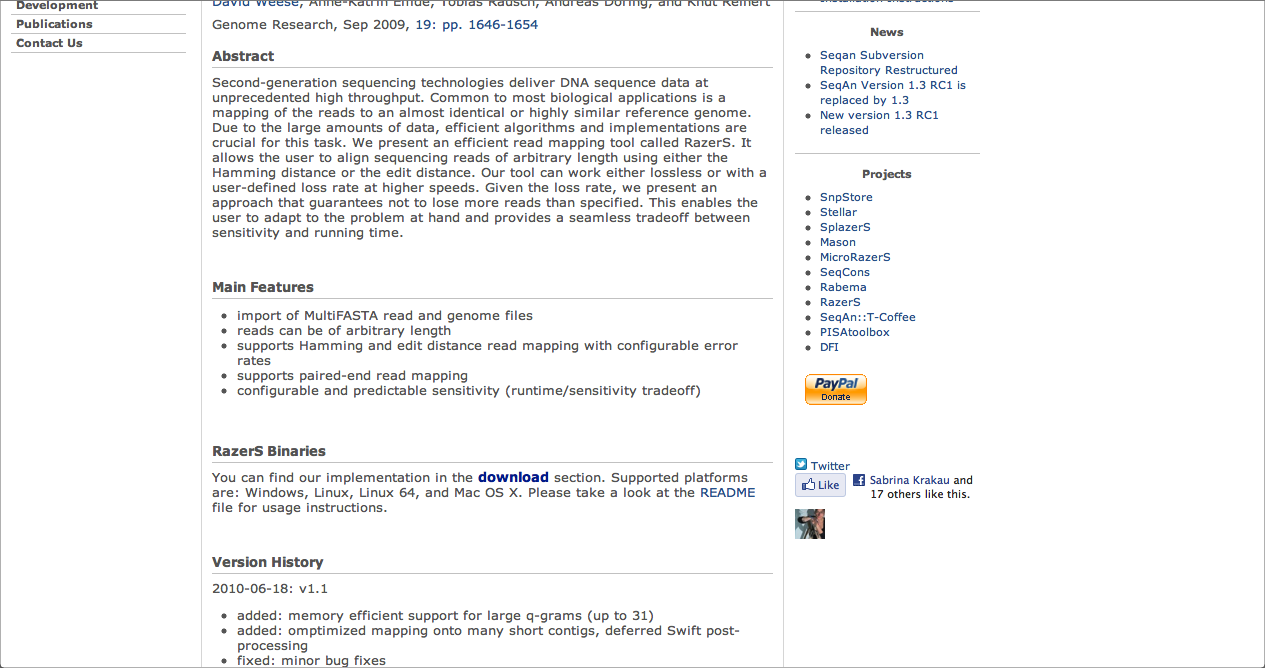 Development
Publications
Contact Us
David Weese, Anne-Katrin Emde, Tobias Rausch, Andreas Döring, and Knut Reinert
Genome Research, Sep 2009, 19: pp. 1646-1654
Abstract
Second-generation sequencing technologies deliver DNA sequence data at
unprecedented high throughput. Common to most biological applications is a
mapping of the reads to an almost identical or highly similar reference genome.
Due to the large amounts of data, efficient algorithms and implementations are
crucial for this task. We present an efficient read mapping tool called RazerS. It
allows the user to align sequencing reads of arbitrary length using either the
Hamming distance or the edit distance. Our tool can work either lossless or with a
user-defined loss rate at higher speeds. Given the loss rate, we present an
approach that guarantees not to lose more reads than specified. This enables the
user to adapt to the problem at hand and provides a seamless tradeoff between
sensitivity and running time.
Main Features
import of MultiFASTA read and genome files
reads can be of arbitrary length
supports Hamming and edit distance read mapping with configurable error
rates
supports paired-end read mapping
configurable and predictable sensitivity (runtime/sensitivity tradeoff)
RazerS Binaries
You can find our implementation in the download section. Supported platforms
are: Windows, Linux, Linux 64, and Mac OS X. Please take a look at the README
file for usage instructions.
Version History
2010-06-18: v1.1
added: memory efficient support for large q-grams (up to 31)
added: omptimized mapping onto many short contigs, deferred Swift post-
processing
fixed: minor bug fixes
News
Seqan Subversion
Repository Restructured
SeqAn Version 1.3 RC1 is
replaced by 1.3
New version 1.3 RC1
released
Projects
SnpStore
Stellar
SplazerS
Mason
MicroRazerS
SeqCons
Rabema
RazerS
SeqAn::T-Coffee
PISAtoolbox
DFI
PayPal
Donate
Twitter
Like
Sabrina Krakau and
17 others like this.